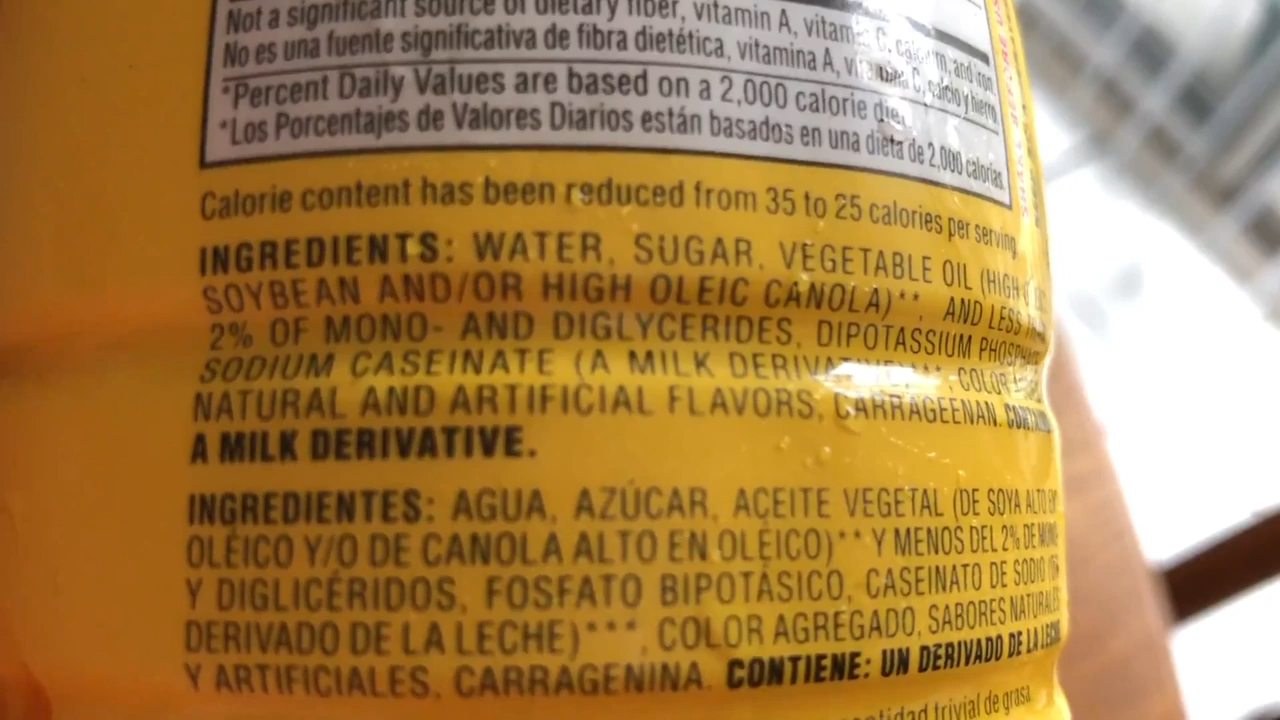 Not a significant source of dietary fiber, vitamin A, vitamin C, calcium, and iron.
No es una fuente significativa de fibra dietética, vitamina A, vitamina C, calcio y hierro
*Percent Daily Values are based on a 2,000 calorie diet.
*Los Porcentajes de Valores Diarios están basados en una dieta de 2,000 calorías.
Calorie content has been reduced from 35 to 25 calories per serving.
INGREDIENTS: WATER, SUGAR, VEGETABLE OIL (HIGH
SOYBEAN AND/OR HIGH OLEIC CANOLA)**, AND LESS
2% OF MONO- AND DIGLYCERIDES, DIPOTASSIUM PHOSPHATE
SODIUM CASEINATE (A MILK DERIVATIVE)***, COLOR
NATURAL AND ARTIFICIAL FLAVORS, CARRAGEENAN. CONTAINS
A MILK DERIVATIVE.
INGREDIENTES: AGUA, AZÚCAR, ACEITE VEGETAL (DE SOYA ALTO EN
OLÉICO Y/O DE CANOLA ALTO EN OLÉICO)** Y MENOS DEL 2% DE MONO
Y DIGLICÉRIDOS, FOSFATO BIPOTÁSICO, CASEINATO DE SODIO
DERIVADO DE LA LECHE)***, COLOR AGREGADO, SABORES NATURALES
Y ARTIFICIALES, CARRAGENINA. CONTIENE: UN DERIVADO DE LA LECHE
trivial de grasa